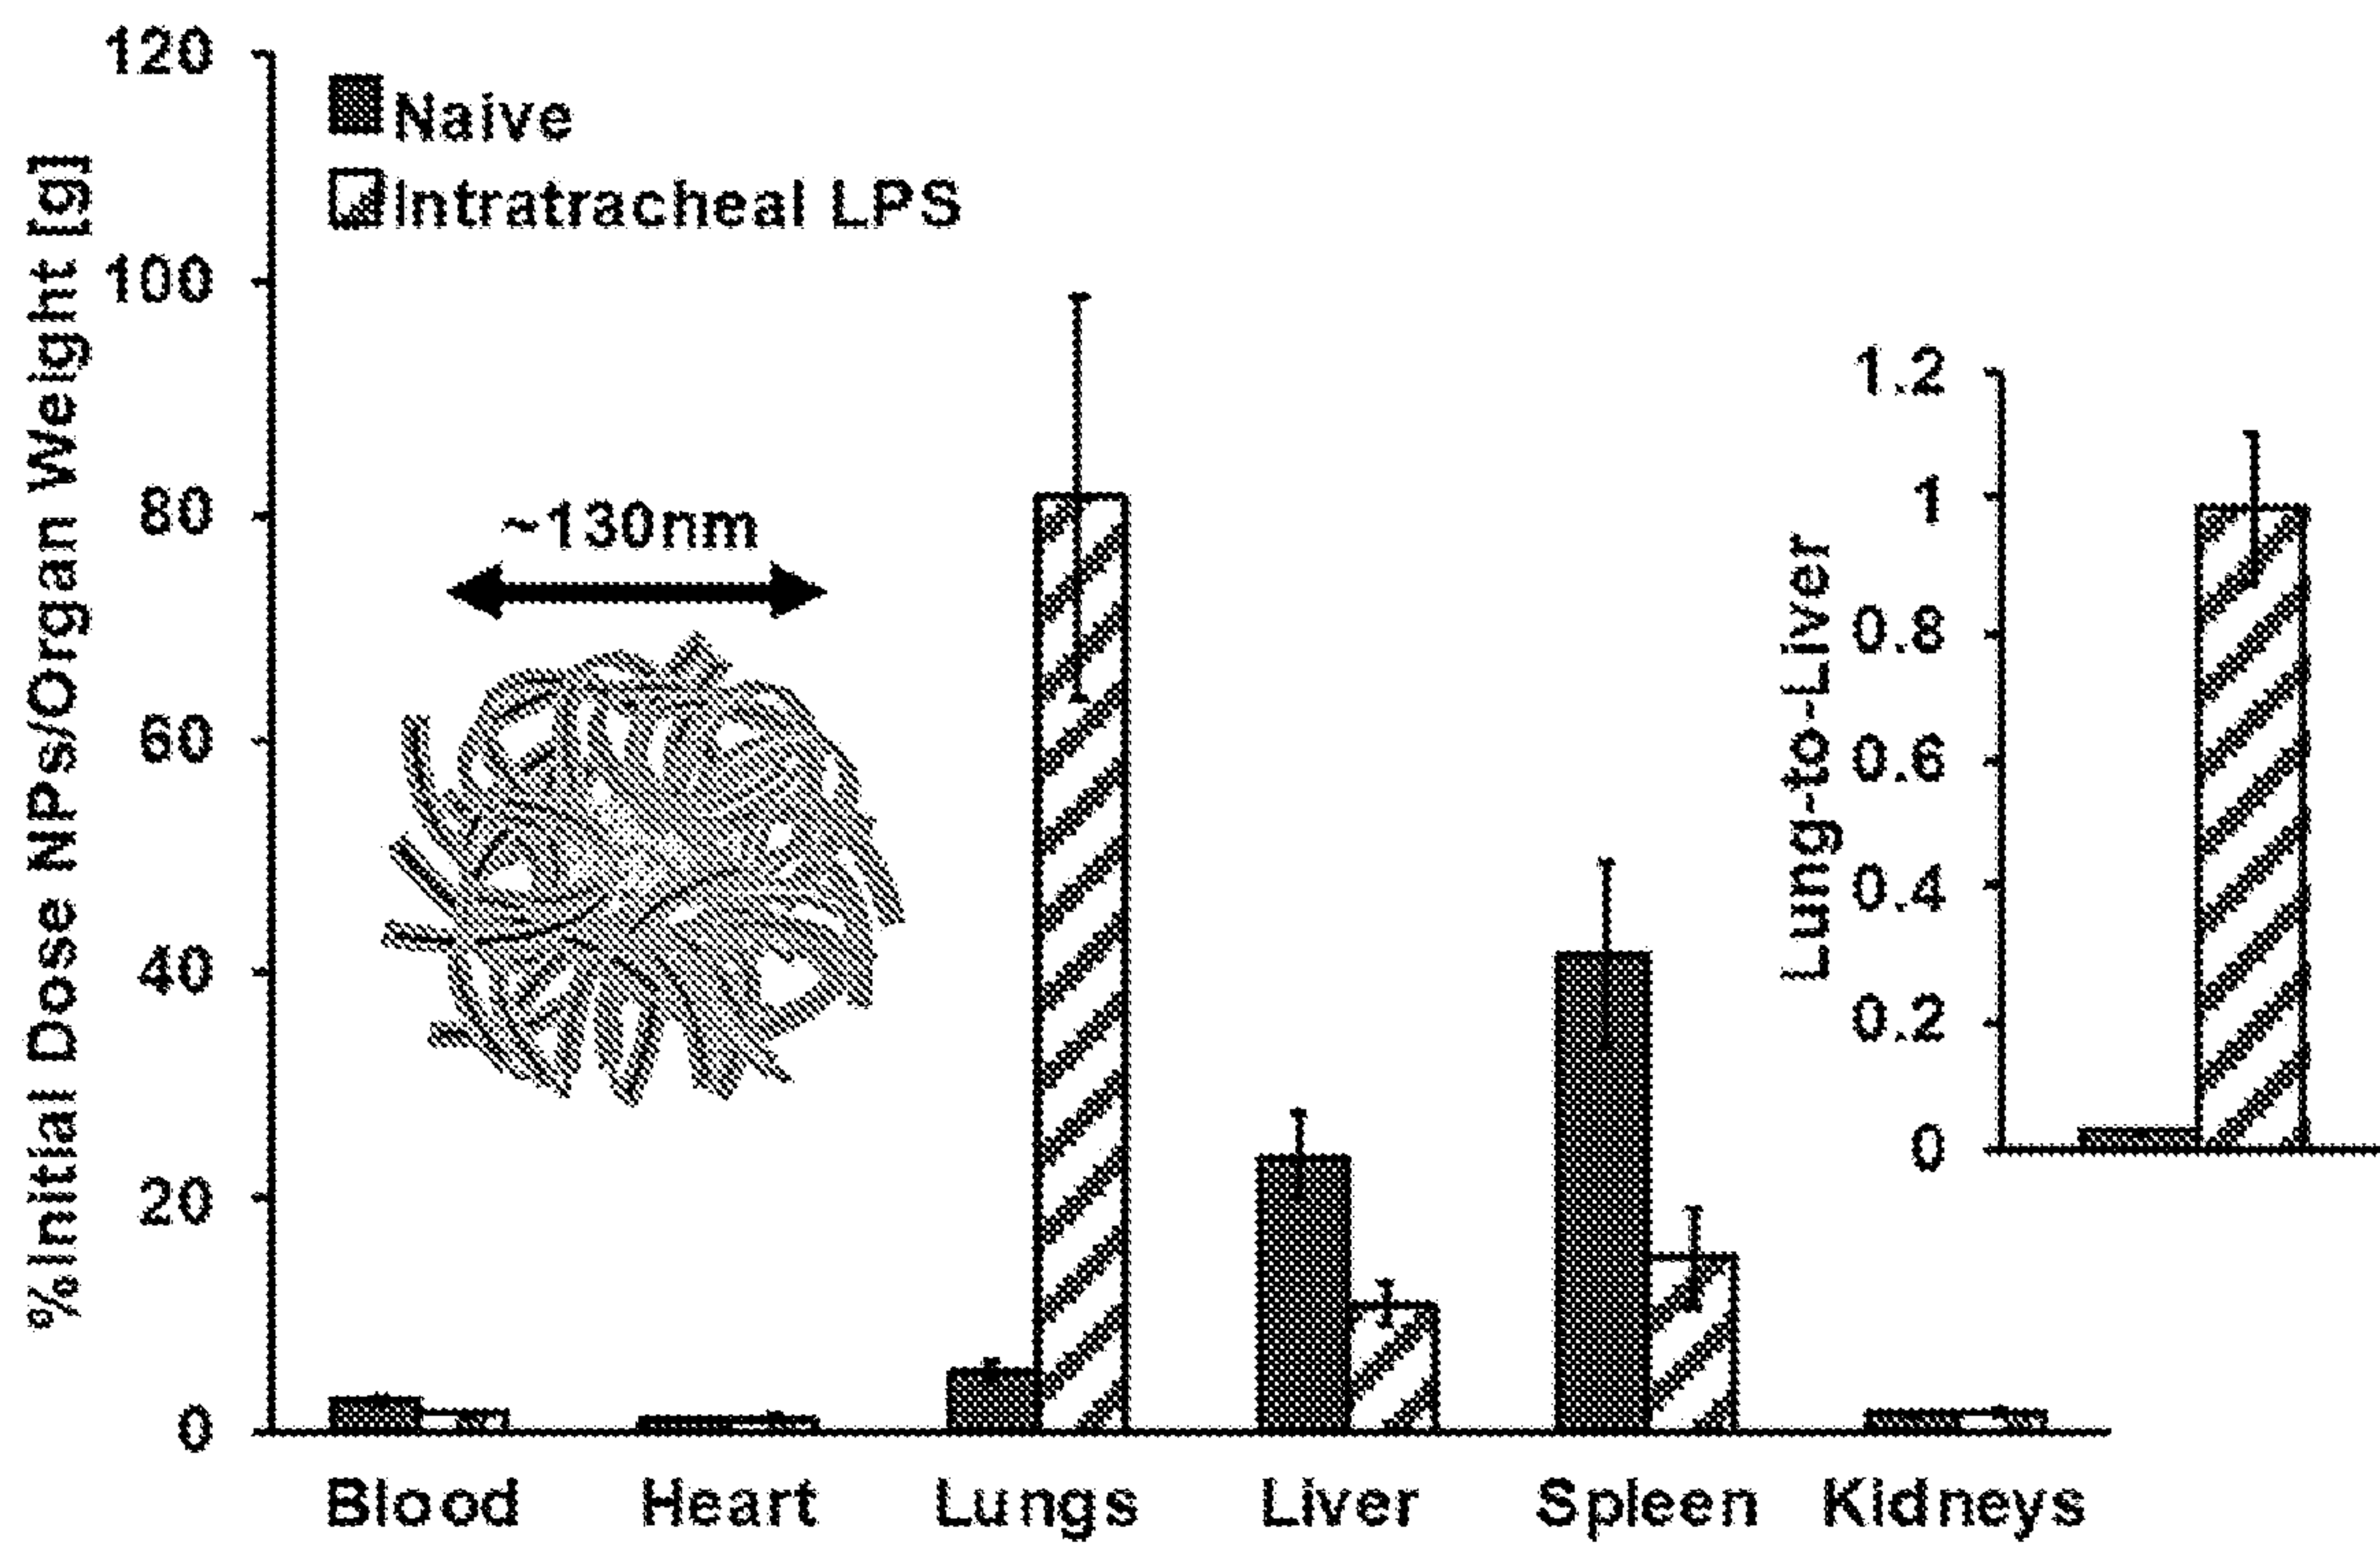 %Initial Dose NPs/Organ Weight [g]
120
100
80
60
40
20
0
Naive
Intratracheal LPS
~130nm
Lung-to-Liver
1.2
1
0.8
0.6
0.4
0.2
0
Blood Heart Lungs Liver Spleen Kidneys